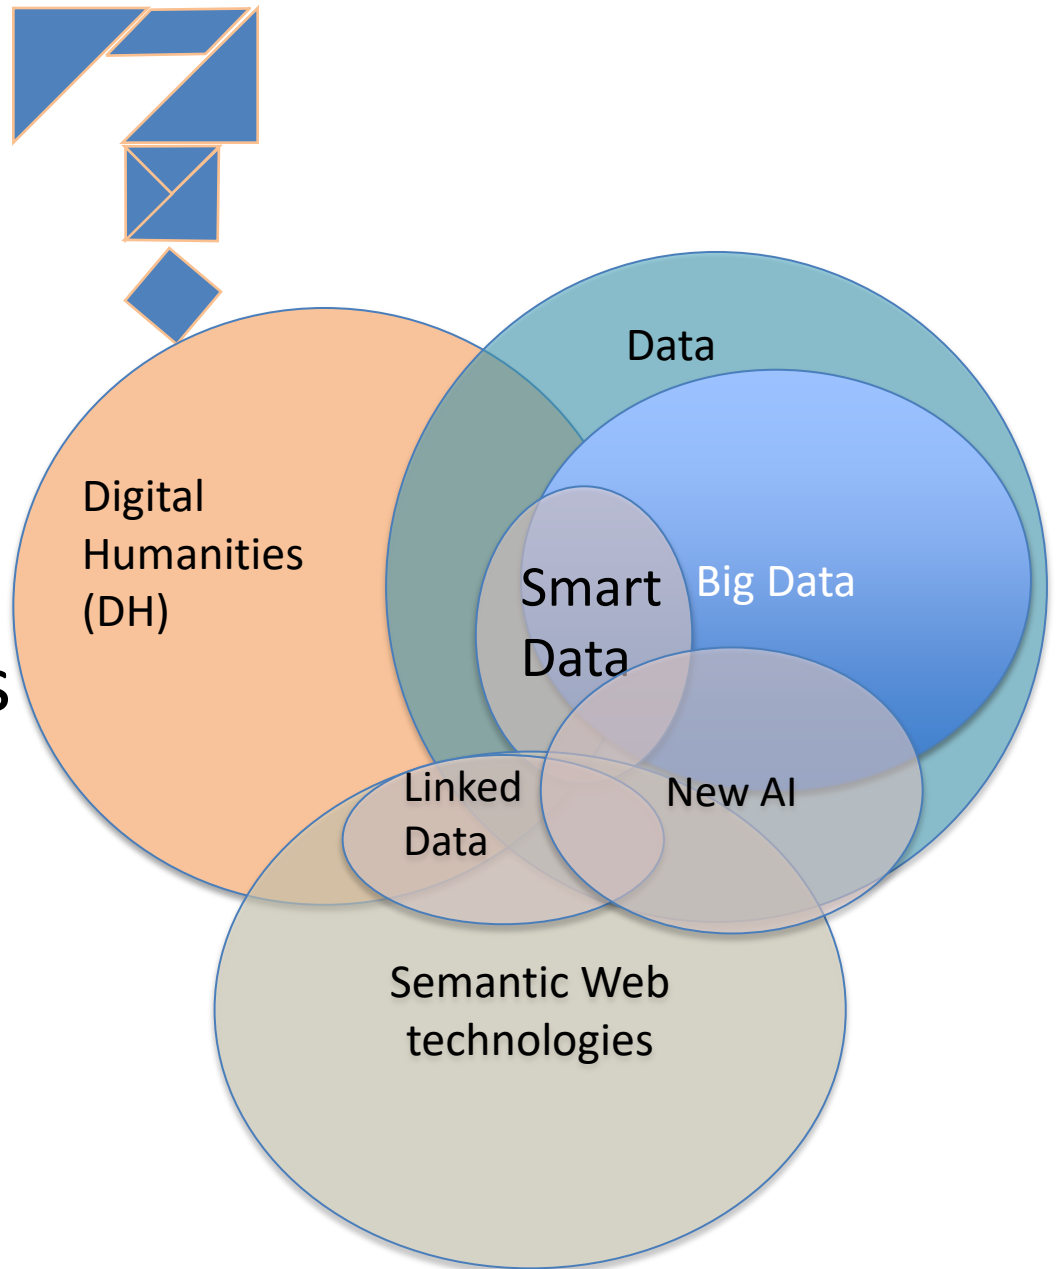 Data
Digital
Humanities
(DH)
Smart
Data
Big Data
s
Linked
Data
New AI
Semantic Web
technologies